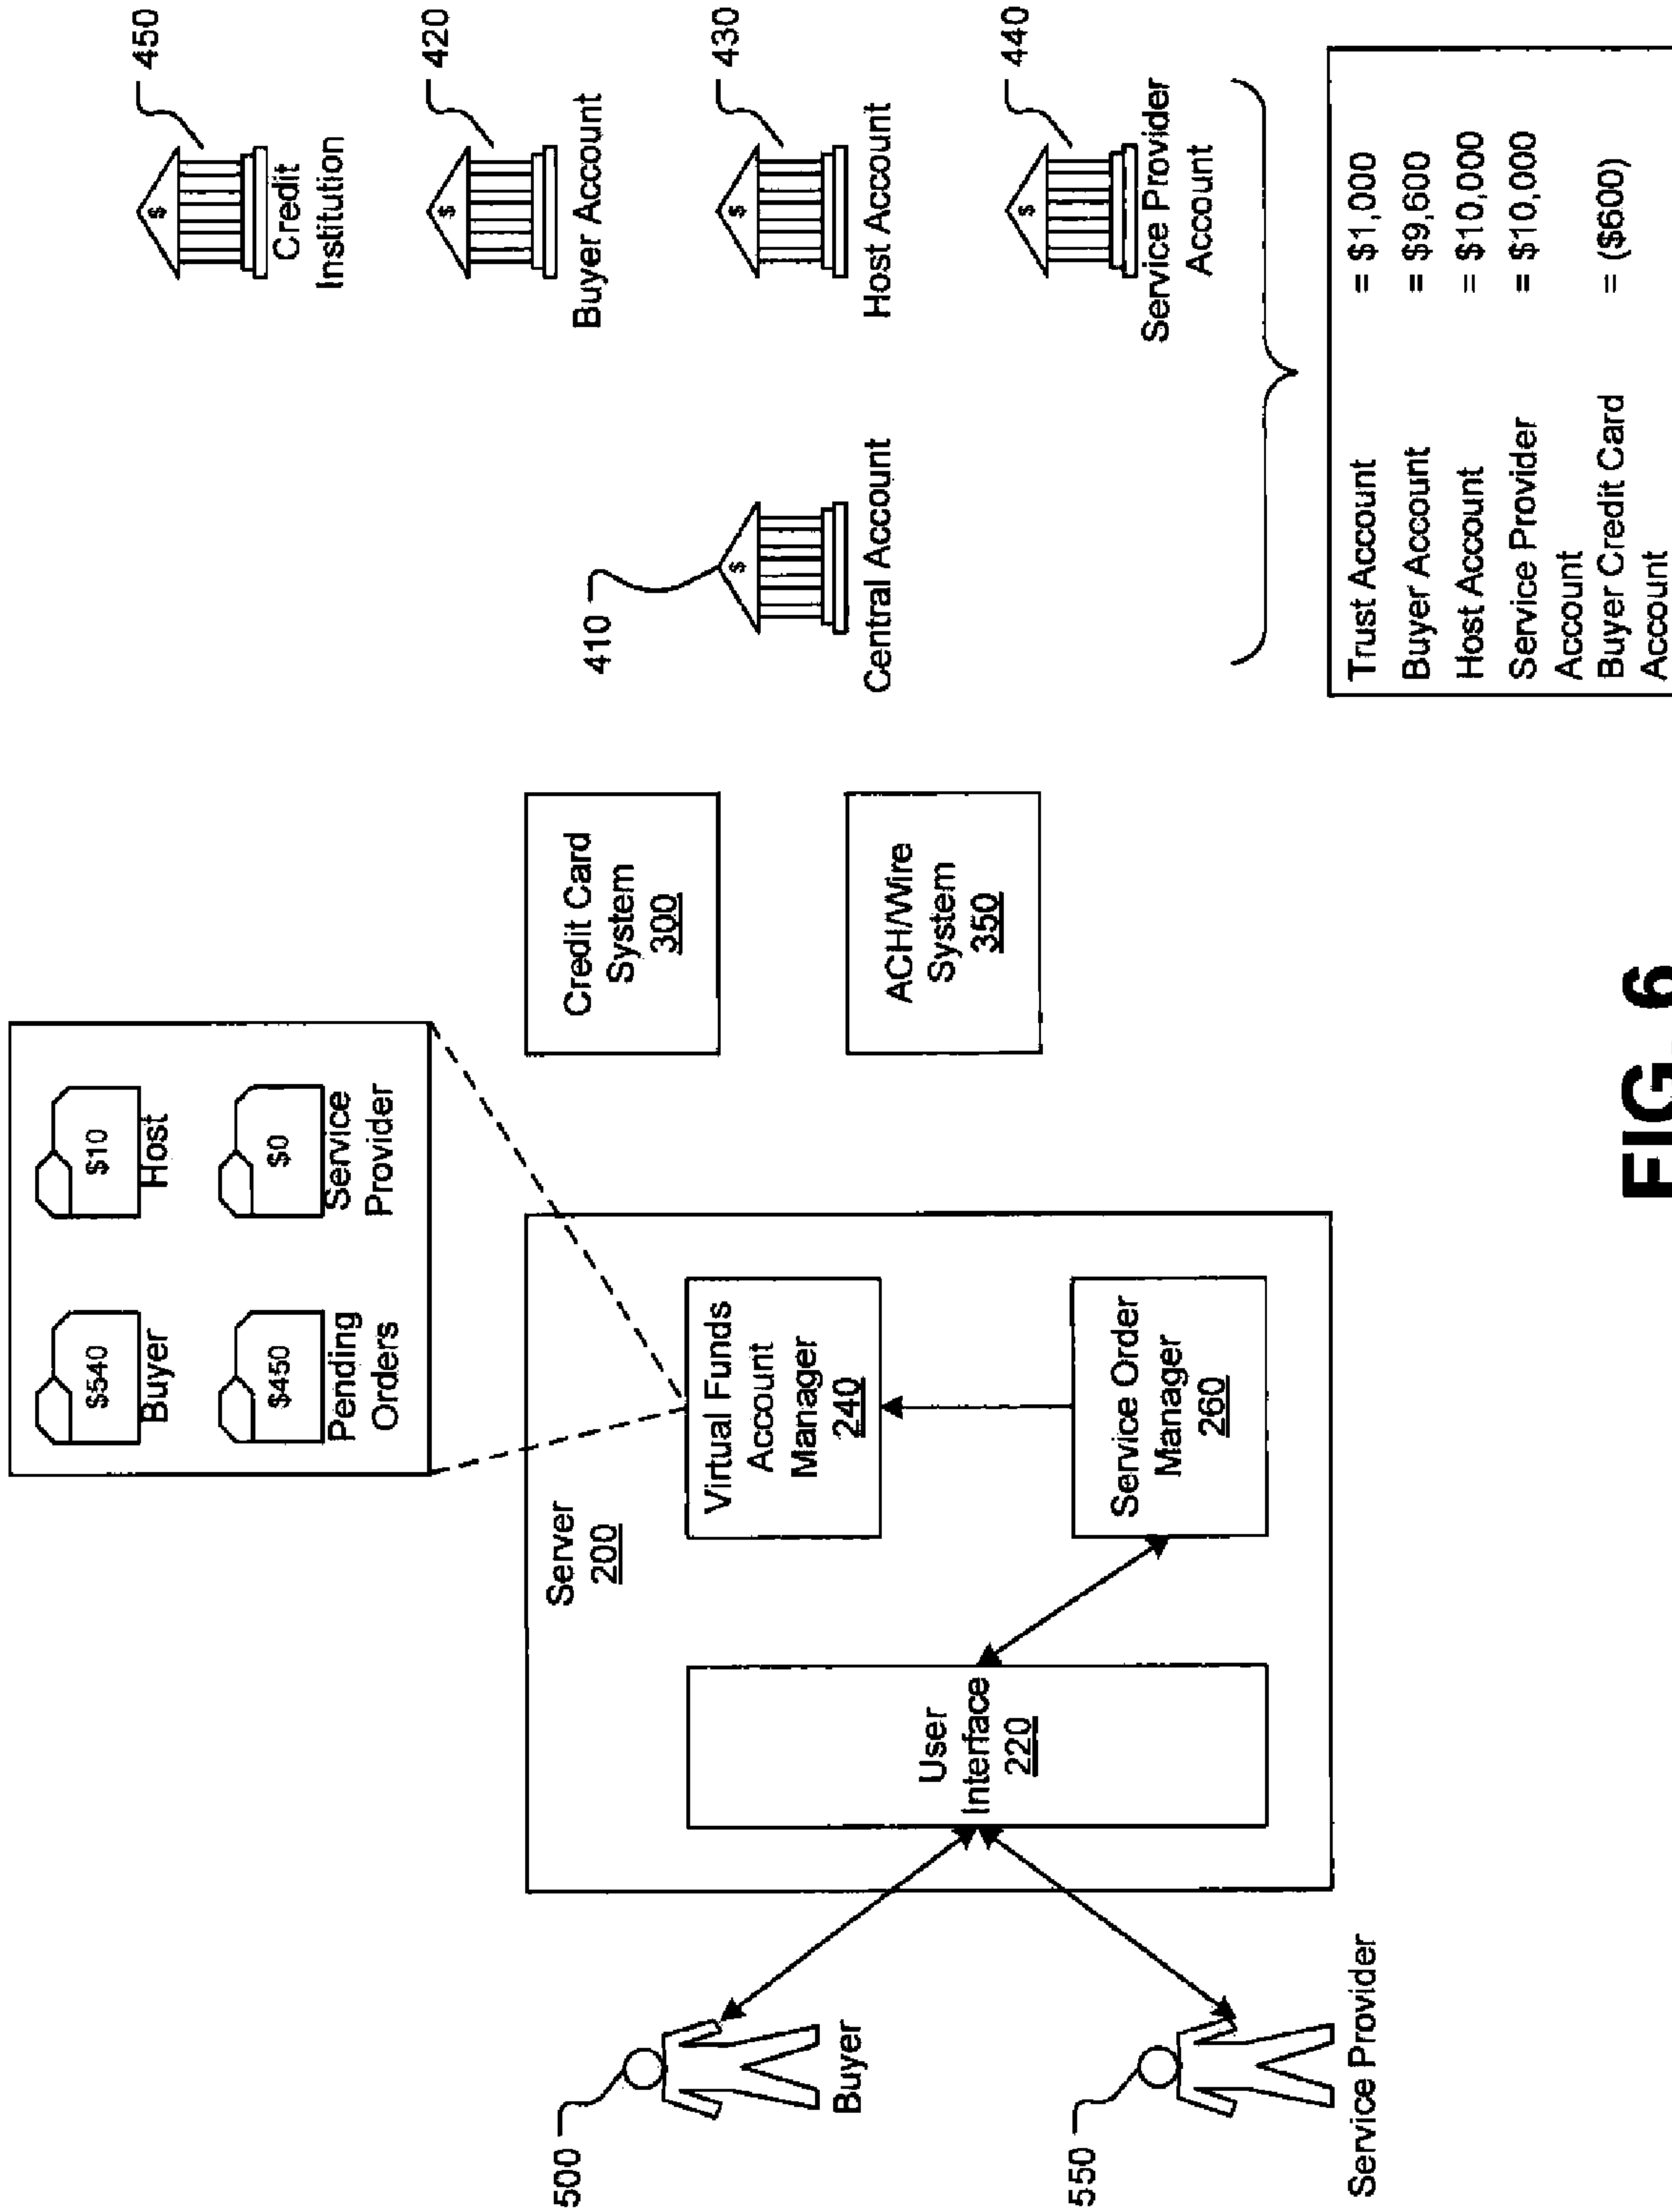 $540
Buyer
$10
Host
$450
Pending
Orders
$0
Service
Provider
500
Buyer
550
Service Provider
Server
200
User
Interface
220
Virtual Funds
Account
Manager
240
Service Order
Manager
260
Credit Card
System
300
ACH/Wire
System
350
410
$
Central Account
450
$
Credit
Institution
420
$
Buyer Account
430
$
Host Account
440
$
Service Provider
Account
Trust Account = $1,000
Buyer Account = $9,600
Host Account = $10,000
Service Provider = $10,000
Account
Buyer Credit Card = ($600)
Account
FIG. 6